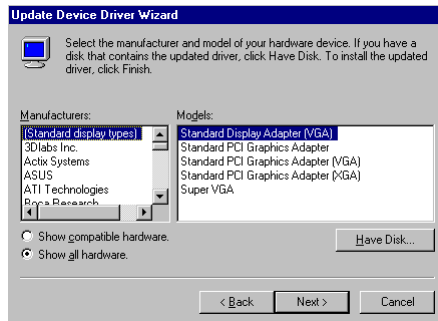 Update Device Driver Wizard
Select the manufacturer and model of your hardware device. If you have a
disk that contains the updated driver, click Have Disk. To install the updated
driver, click Finish.
Manufacturers:
(Standard display types)
3Dlabs Inc.
Actix Systems
ASUS
ATI Technologies
Boca Research
Models:
Standard Display Adapter (VGA)
Standard PCI Graphics Adapter
Standard PCI Graphics Adapter (VGA)
Standard PCI Graphics Adapter (XGA)
Super VGA
Show compatible hardware.
Show all hardware.
Have Disk...
< Back
Next >
Cancel